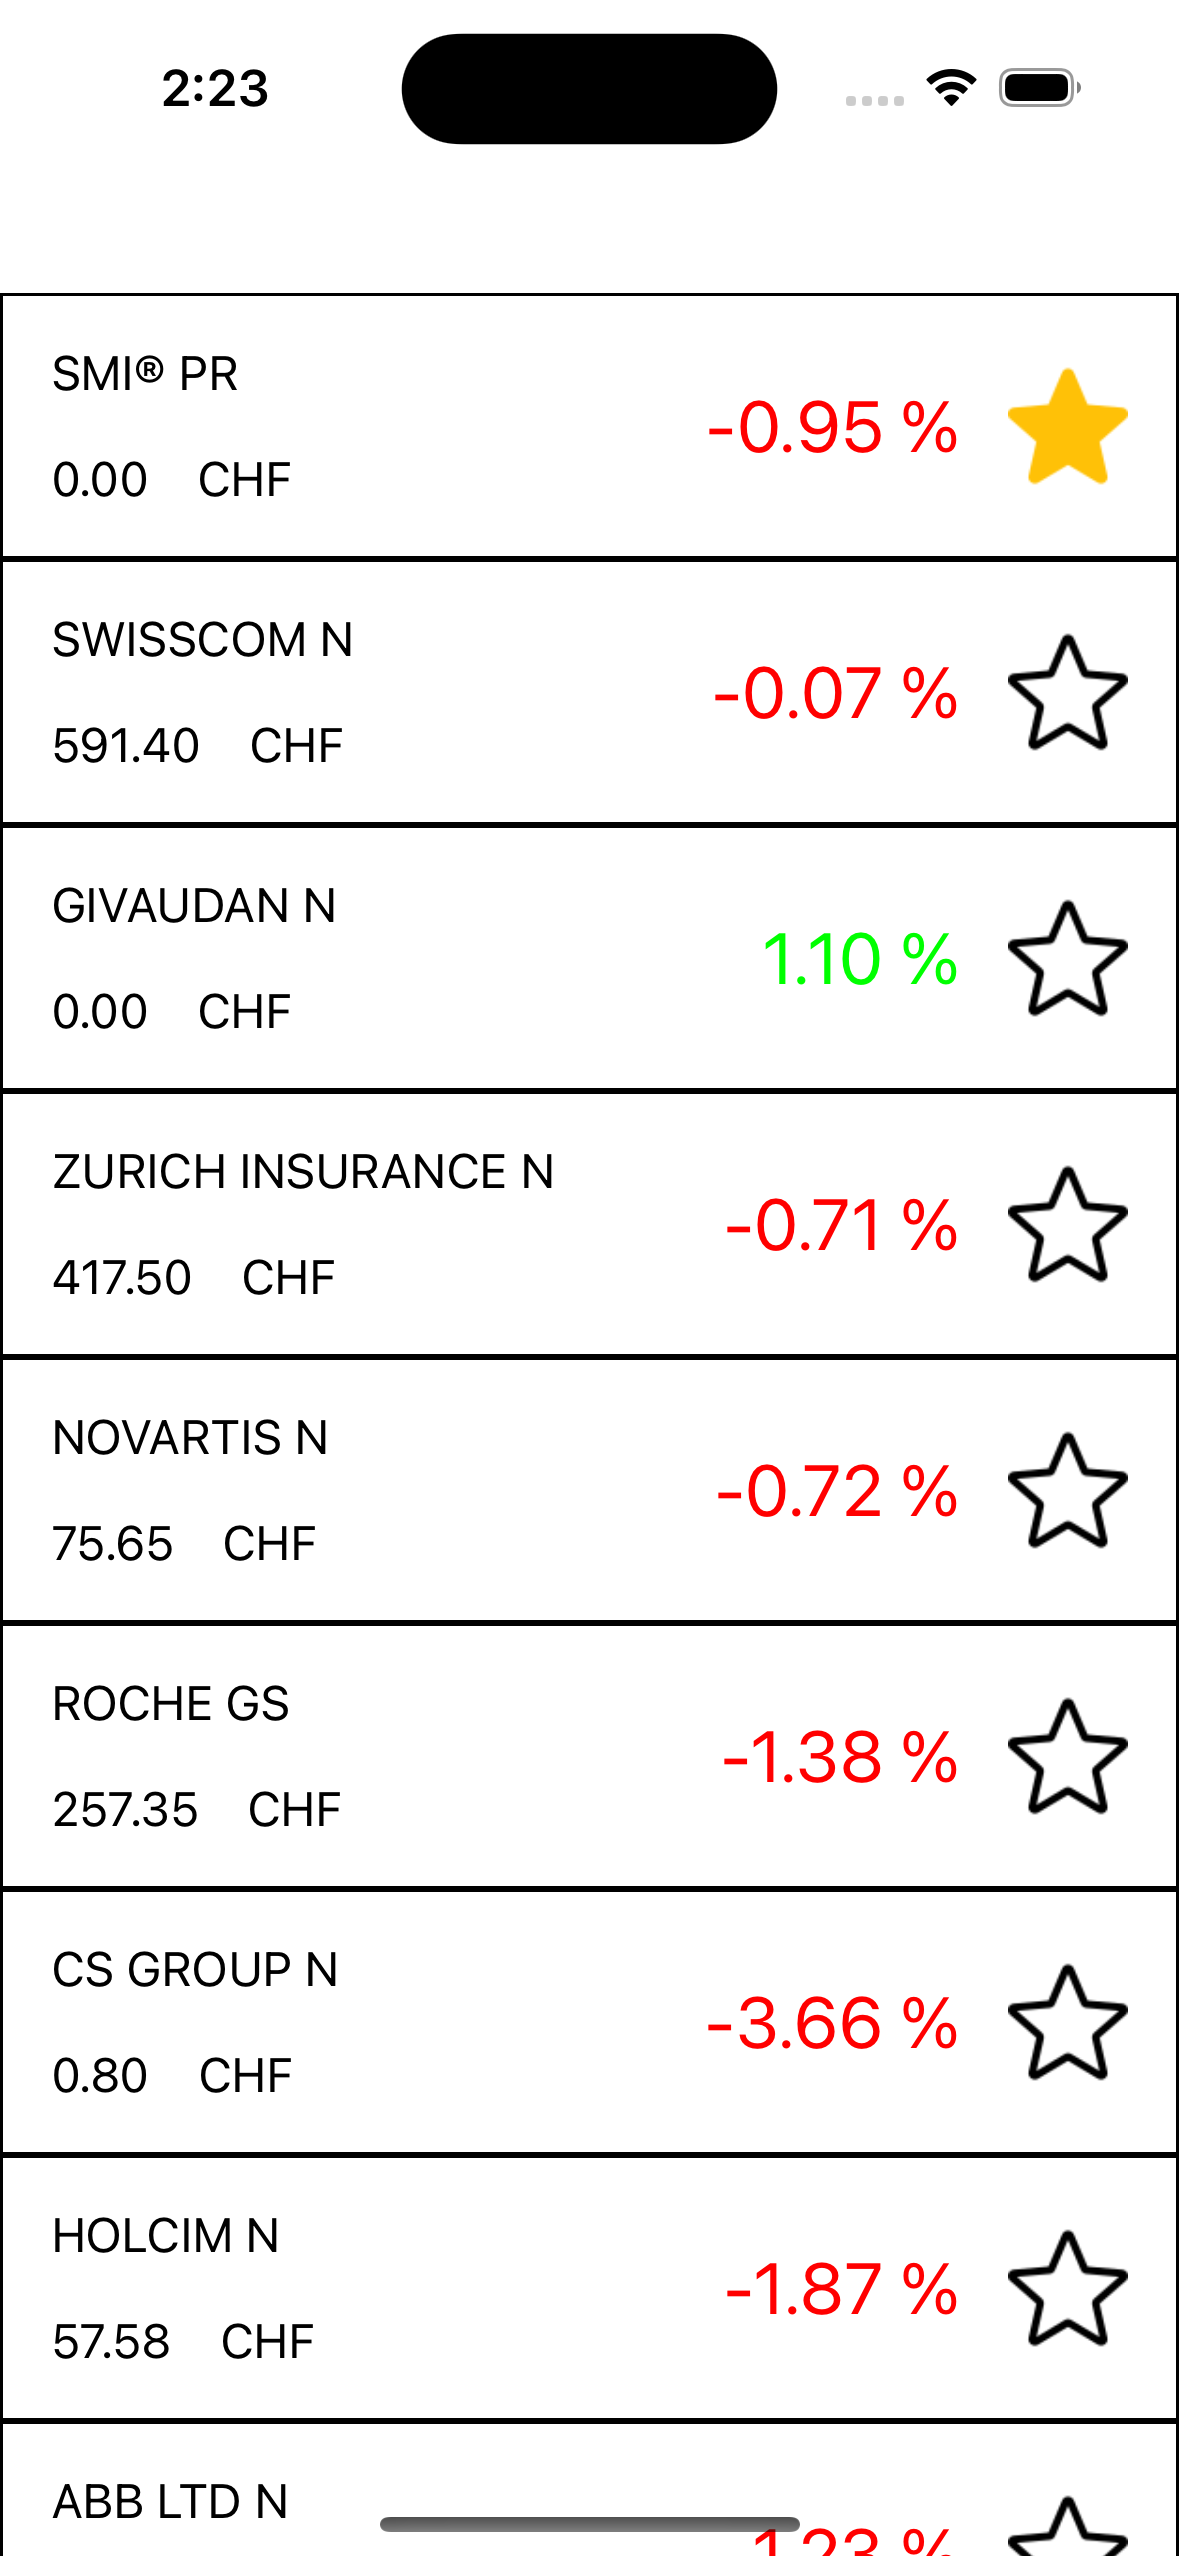 2:23
SMI® PR
-0.95 %
0.00 CHF
SWISSCOM N
-0.07 %
591.40 CHF
GIVAUDAN N
1.10 %
0.00 CHF
ZURICH INSURANCE N
-0.71 %
417.50 CHF
NOVARTIS N
-0.72 %
75.65 CHF
ROCHE GS
-1.38 %
257.35 CHF
CS GROUP N
-3.66 %
0.80 CHF
HOLCIM N
-1.87 %
57.58 CHF
ABB LTD N